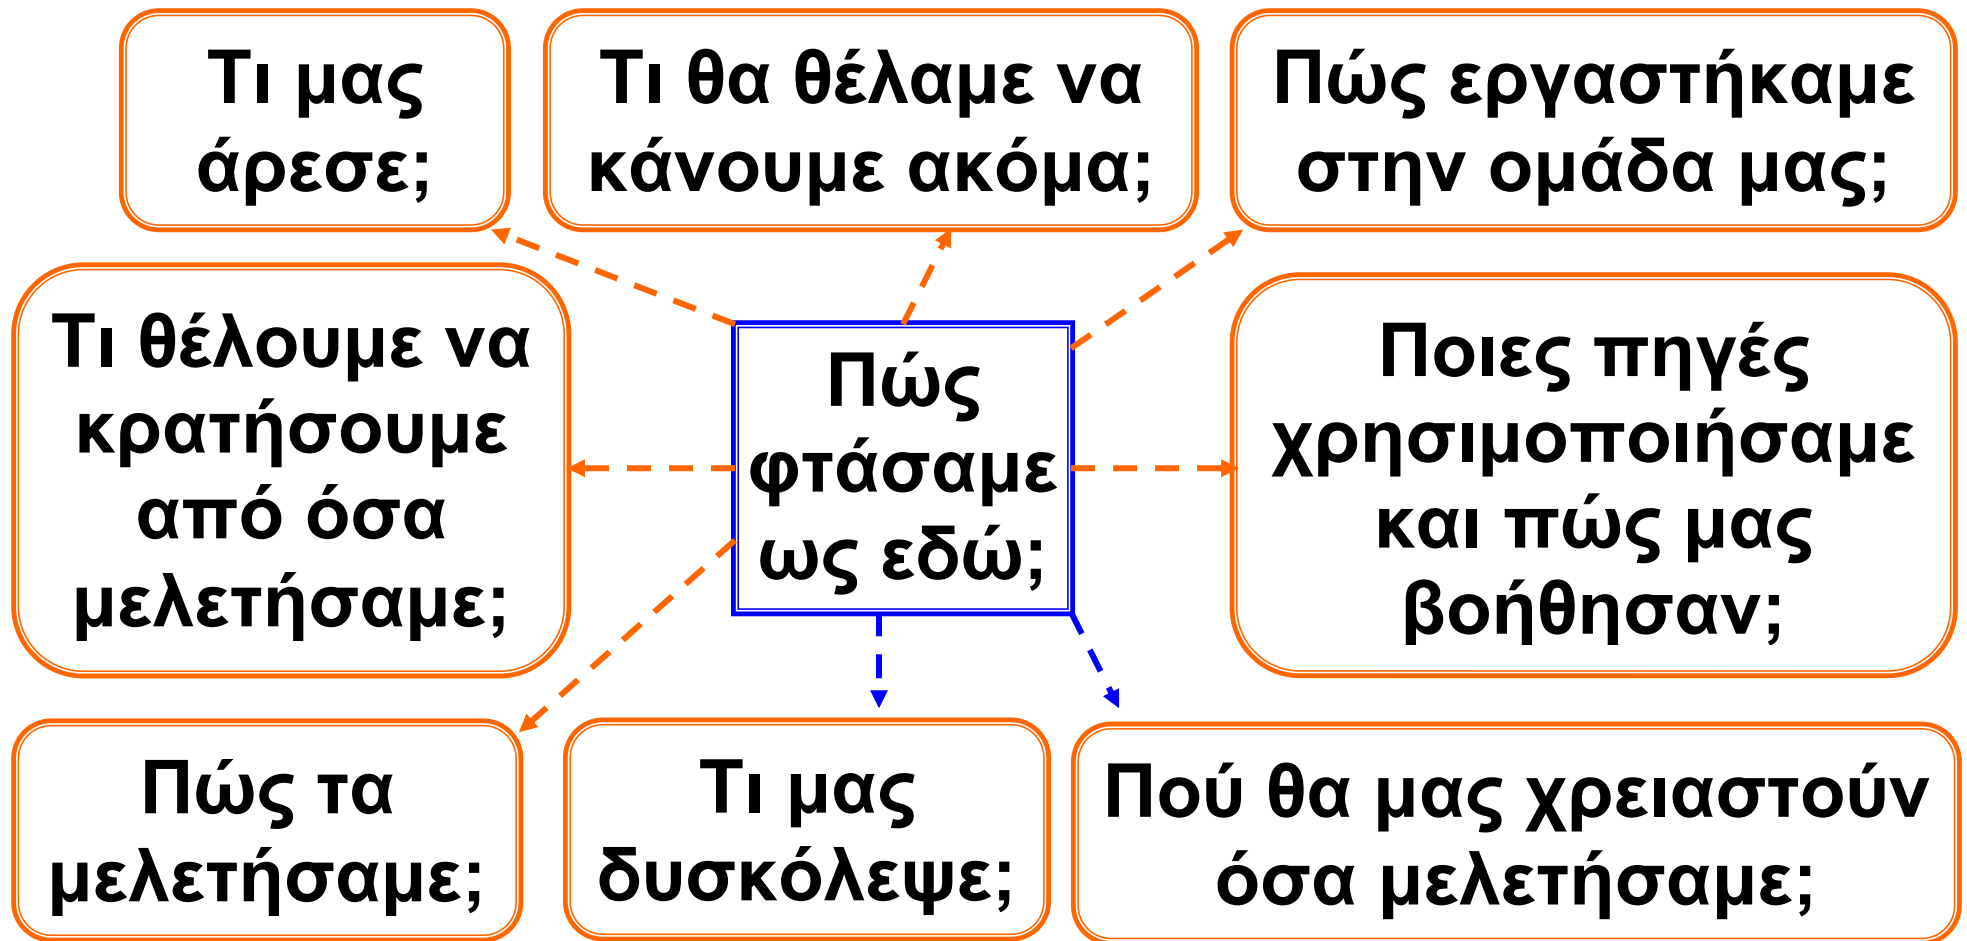 Τι μας
άρεσε;
Τι θα θέλαμε να
κάνουμε ακόμα;
Πώς εργαστήκαμε
στην ομάδα μας;
Τι θέλουμε να
κρατήσουμε
από όσα
μελετήσαμε;
Πώς
φτάσαμε
ως εδώ;
Ποιες πηγές
χρησιμοποιήσαμε
και πώς μας
βοήθησαν;
Πώς τα
μελετήσαμε;
Τι μας
δυσκόλεψε;
Πού θα μας χρειαστούν
όσα μελετήσαμε;